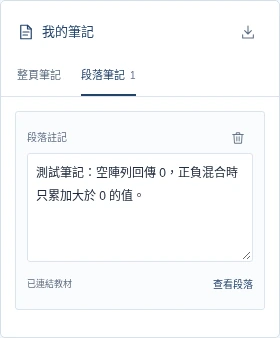 我的筆記
整頁筆記 段落筆記 1
段落註記
測試筆記：空陣列回傳 0，正負混合時
只累加大於 0 的值。
已連結教材 查看段落